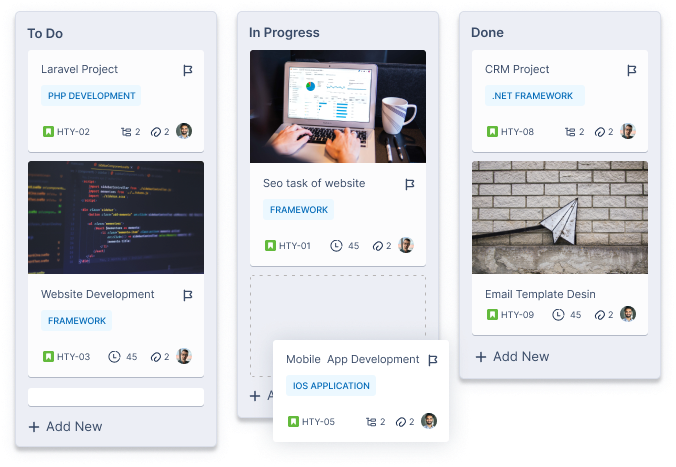 To Do
Laravel Project
PHP DEVELOPMENT
HTY-02
2
2
Website Development
FRAMEWORK
HTY-03
45
2
+ Add New
In Progress
Seo task of website
FRAMEWORK
HTY-01
45
2
+ A
Mobile App Development
IOS APPLICATION
HTY-05
2
2
Done
CRM Project
.NET FRAMEWORK
HTY-08
2
2
Email Template Desin
HTY-09
45
2
+ Add New